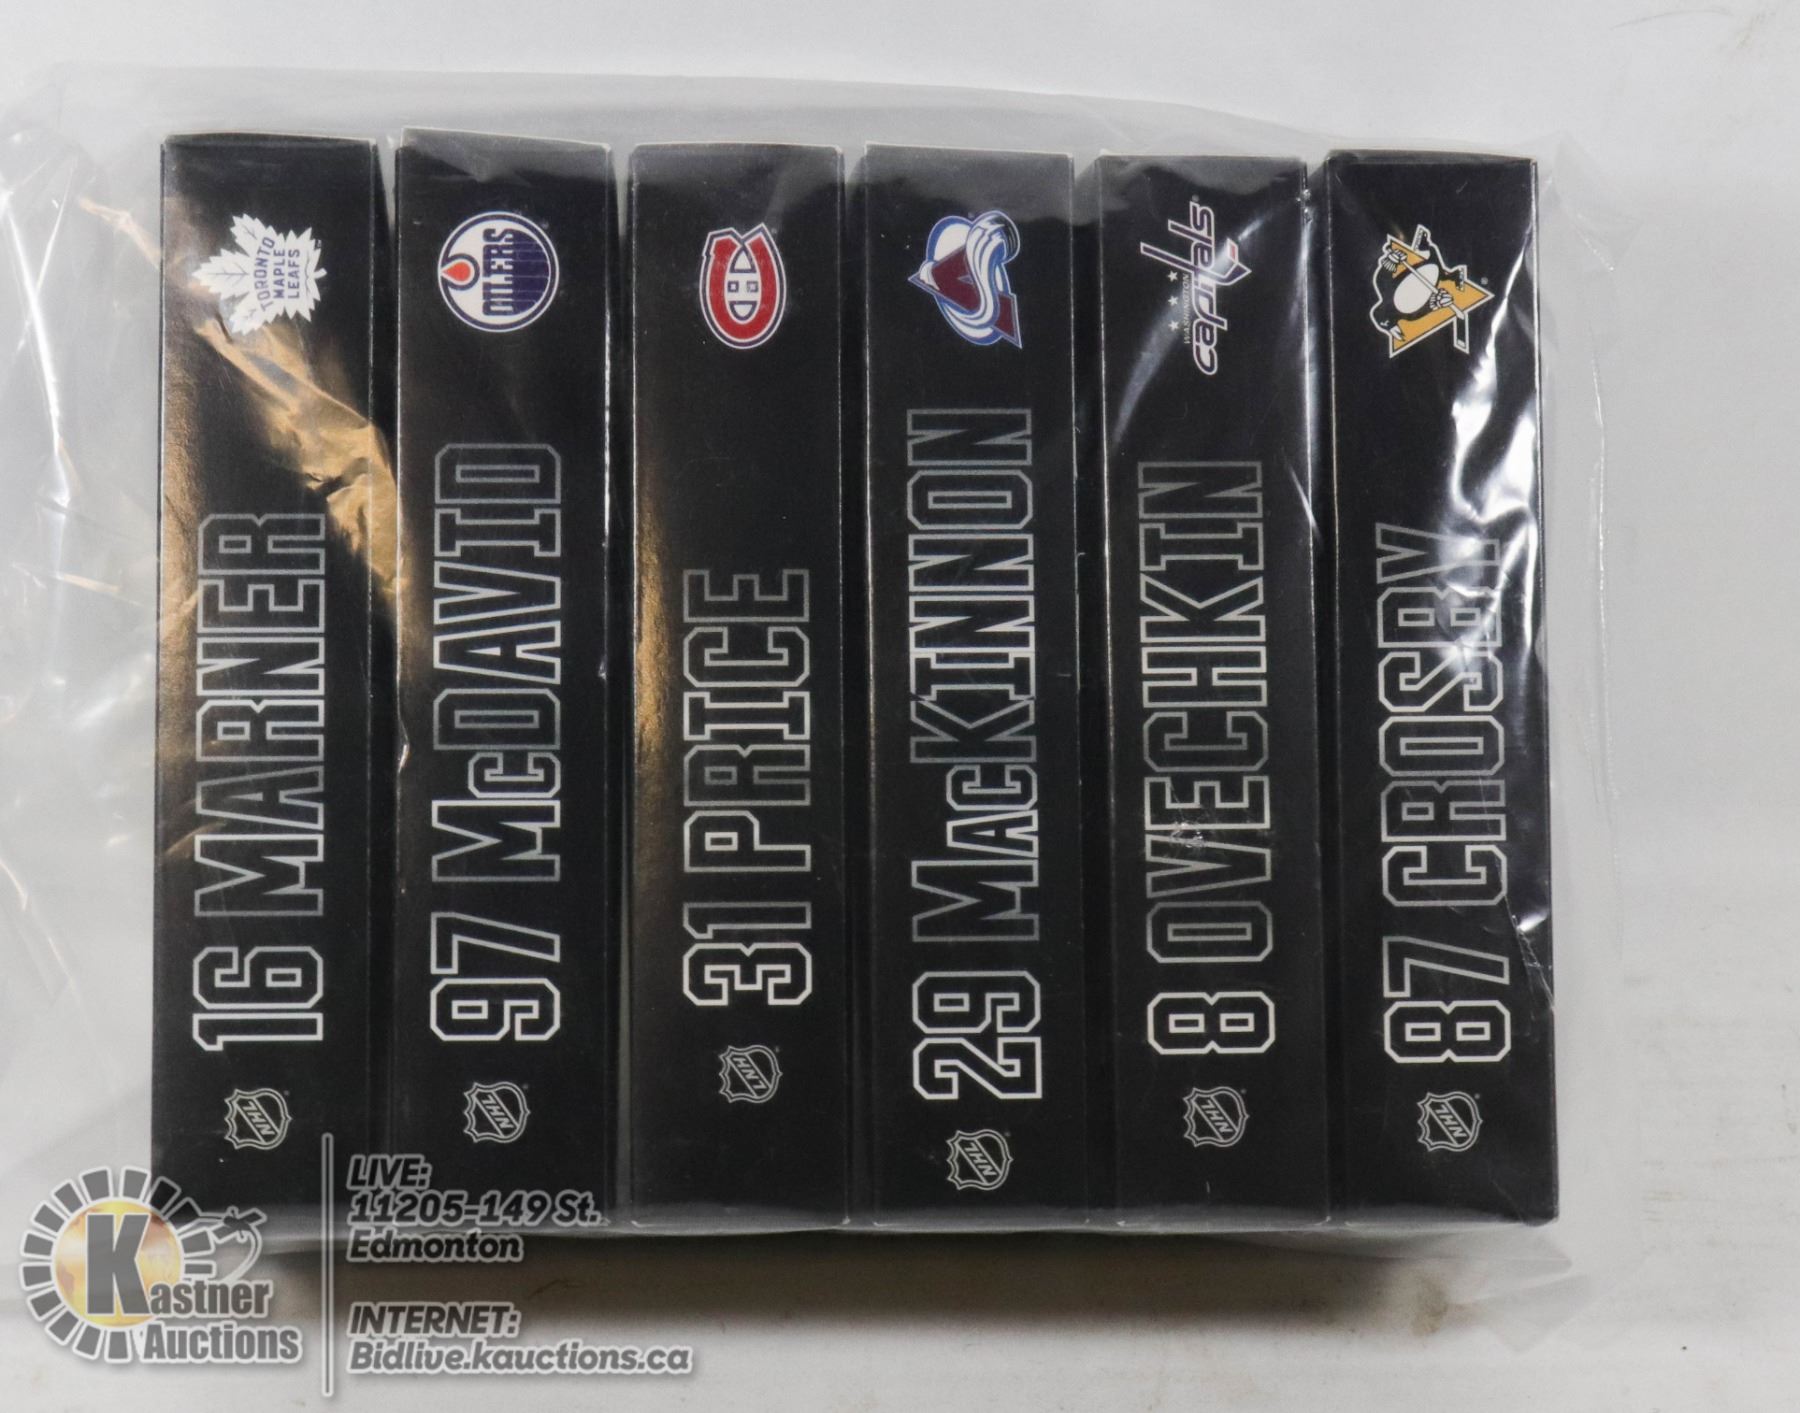 TORONTO
MAPLE
LEAFS
16 MARNER
NHL
OILERS
97 McDAVID
NHL
31 PRICE
LNH
29 MacKINNON
NHL
WASHINGTON
capitals
8 OVECHKIN
NHL
87 CROSBY
NHL
Kastner
Auctions
LIVE:
11205-149 St.
Edmonton
INTERNET:
Bidlive.kauctions.ca